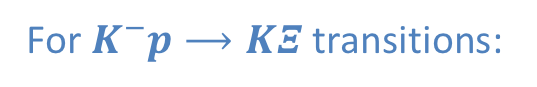 For K⁻p ⟶ KΞ transitions: